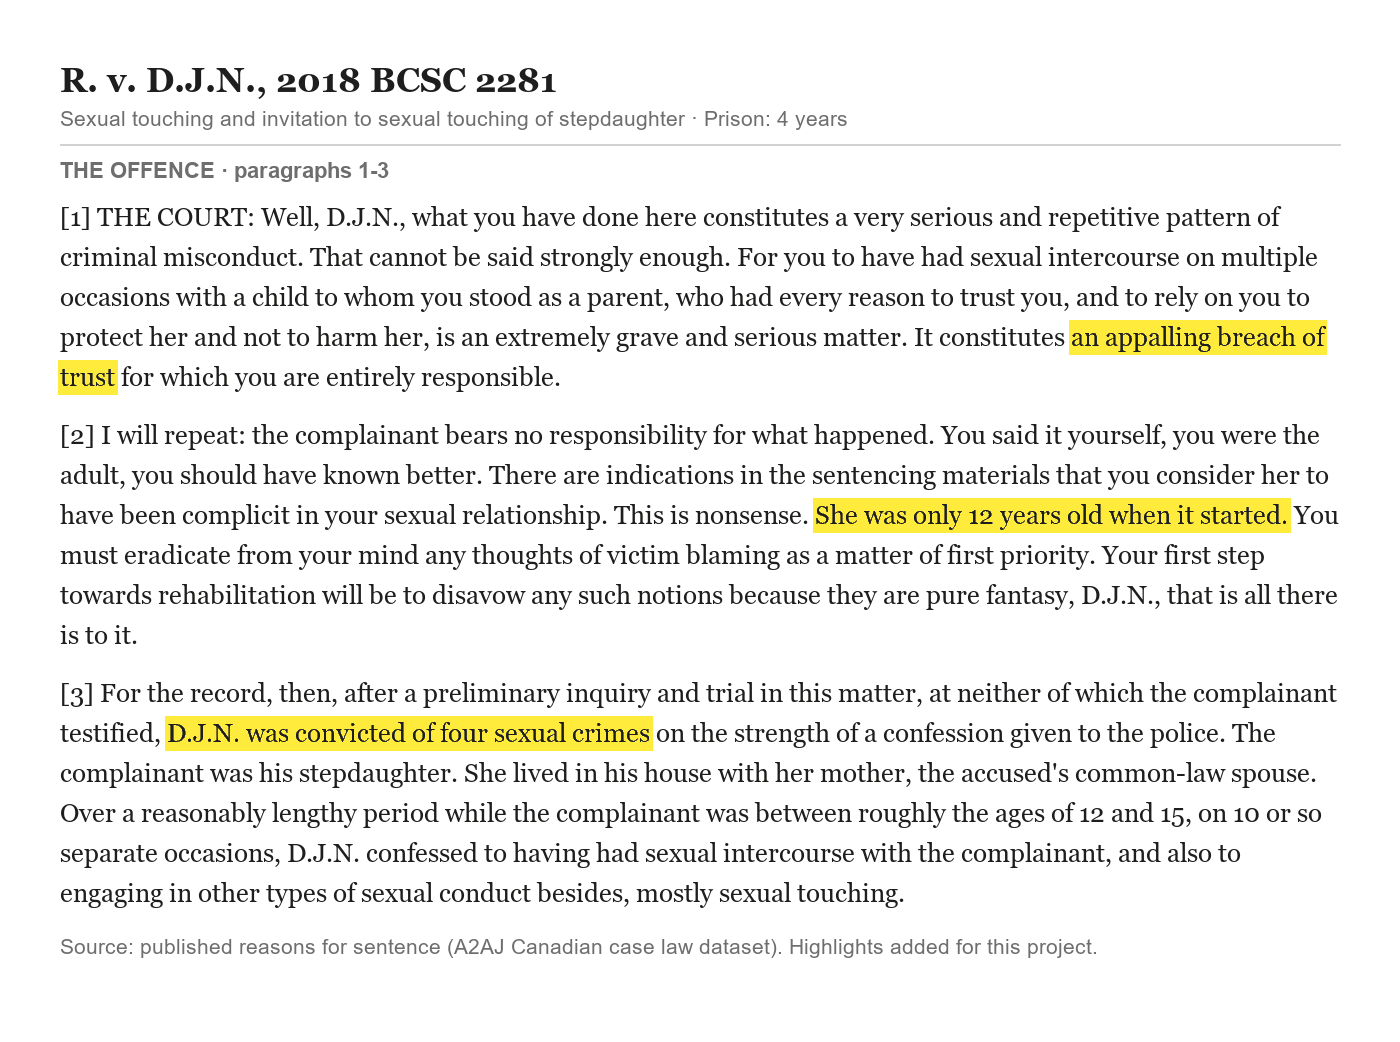 R. v. D.J.N., 2018 BCSC 2281
Sexual touching and invitation to sexual touching of stepdaughter · Prison: 4 years
THE OFFENCE · paragraphs 1-3
[1] THE COURT: Well, D.J.N., what you have done here constitutes a very serious and repetitive pattern of
criminal misconduct. That cannot be said strongly enough. For you to have had sexual intercourse on multiple
occasions with a child to whom you stood as a parent, who had every reason to trust you, and to rely on you to
protect her and not to harm her, is an extremely grave and serious matter. It constitutes an appalling breach of
trust for which you are entirely responsible.
[2] I will repeat: the complainant bears no responsibility for what happened. You said it yourself, you were the
adult, you should have known better. There are indications in the sentencing materials that you consider her to
have been complicit in your sexual relationship. This is nonsense. She was only 12 years old when it started. You
must eradicate from your mind any thoughts of victim blaming as a matter of first priority. Your first step
towards rehabilitation will be to disavow any such notions because they are pure fantasy, D.J.N., that is all there
is to it.
[3] For the record, then, after a preliminary inquiry and trial in this matter, at neither of which the complainant
testified, D.J.N. was convicted of four sexual crimes on the strength of a confession given to the police. The
complainant was his stepdaughter. She lived in his house with her mother, the accused's common-law spouse.
Over a reasonably lengthy period while the complainant was between roughly the ages of 12 and 15, on 10 or so
separate occasions, D.J.N. confessed to having had sexual intercourse with the complainant, and also to
engaging in other types of sexual conduct besides, mostly sexual touching.
Source: published reasons for sentence (A2AJ Canadian case law dataset). Highlights added for this project.